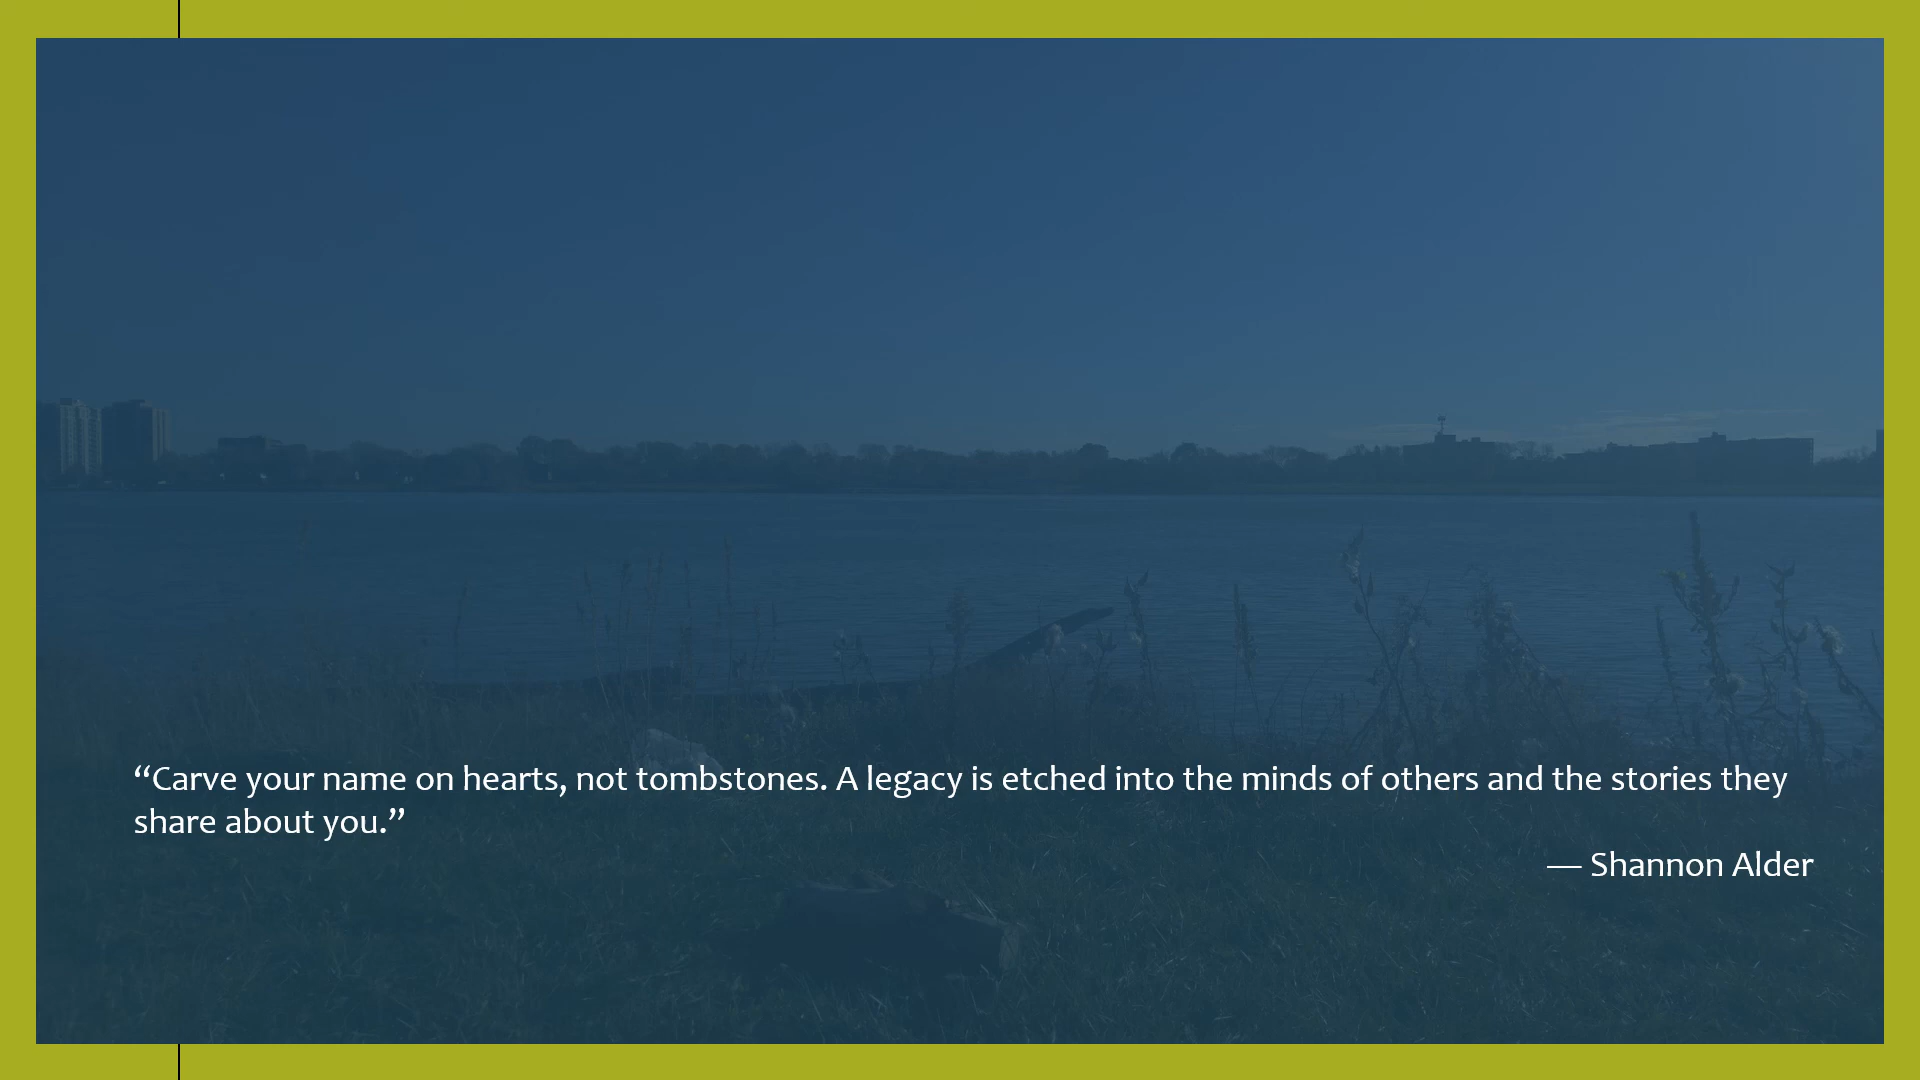 “Carve your name on hearts, not tombstones. A legacy is etched into the minds of others and the stories they
share about you.”
— Shannon Alder